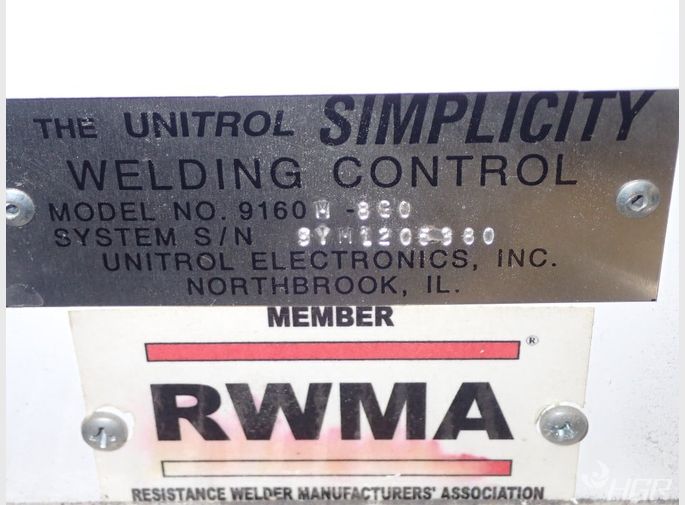 THE UNITROL SIMPLICITY
WELDING CONTROL
MODEL NO. 9160
SYSTEM S/N
UNITROL ELECTRONICS, INC.
NORTHBROOK, IL.
MEMBER
®
RWMA
RESISTANCE WELDER MANUFACTURERS' ASSOCIATION
HGR